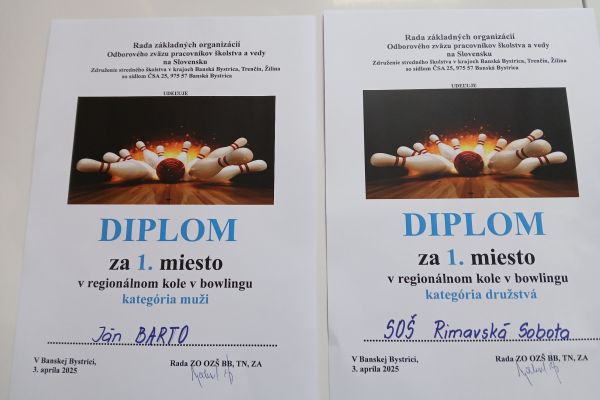 Rada základných organizácií
Odborového zväzu pracovníkov školstva a vedy
na Slovensku
Združenie stredného školstva v krajoch Banská Bystrica, Trenčín, Žilina
so sídlom ČSA 25, 975 57 Banská Bystrica
UDEĽUJE
DIPLOM
za 1. miesto
v regionálnom kole v bowlingu
kategória muži
Ján BARTO
V Banskej Bystrici,
3. apríla 2025
Rada ZO OZŠ BB, TN, ZA
Rada základných organizácií
Odborového zväzu pracovníkov školstva a vedy
na Slovensku
Združenie stredného školstva v krajoch Banská Bystrica, Trenčín, Žilina
so sídlom ČSA 25, 975 57 Banská Bystrica
UDEĽUJE
DIPLOM
za 1. miesto
v regionálnom kole v bowlingu
kategória družstvá
SOŠ Rimavská Sobota
V Banskej Bystrici,
3. apríla 2025
Rada ZO OZŠ BB, TN, ZA